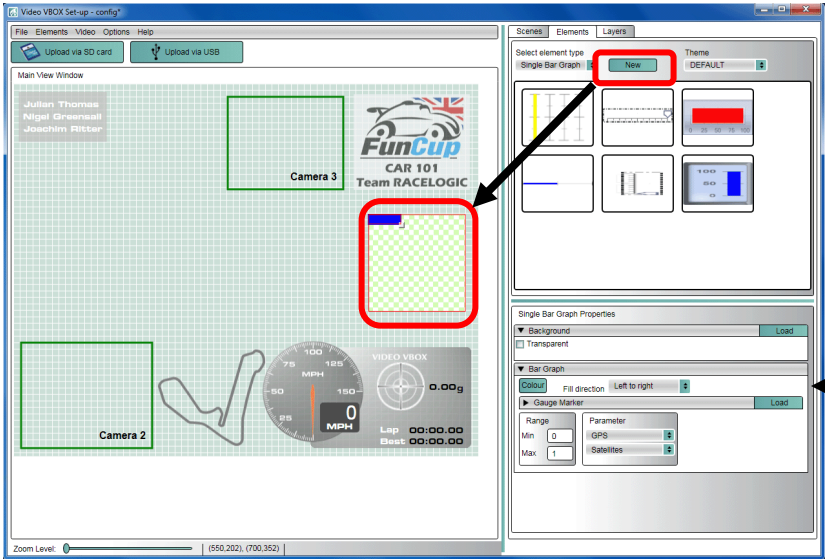 Video VBOX Set-up - config*
File Elements Video Options Help
Upload via SD card
Upload via USB
Main View Window
Julian Thomas
Nigel Greensall
Joachim Ritter
Camera 3
FunCup
CAR 101
Team RACELOGIC
Camera 2
100
75 125
MPH
50 150
25
0
MPH
VIDEO VBOX
0.00g
Lap 00:00.00
Best 00:00.00
Zoom Level:
(550,202), (700,352)
Scenes Elements Layers
Select element type
Single Bar Graph
New
Theme
DEFAULT
0 25 50 75 100
100
50
0
Single Bar Graph Properties
Background Load
Transparent
Bar Graph
Colour Fill direction Left to right
Gauge Marker Load
Range
Min 0
Max 1
Parameter
GPS
Satellites